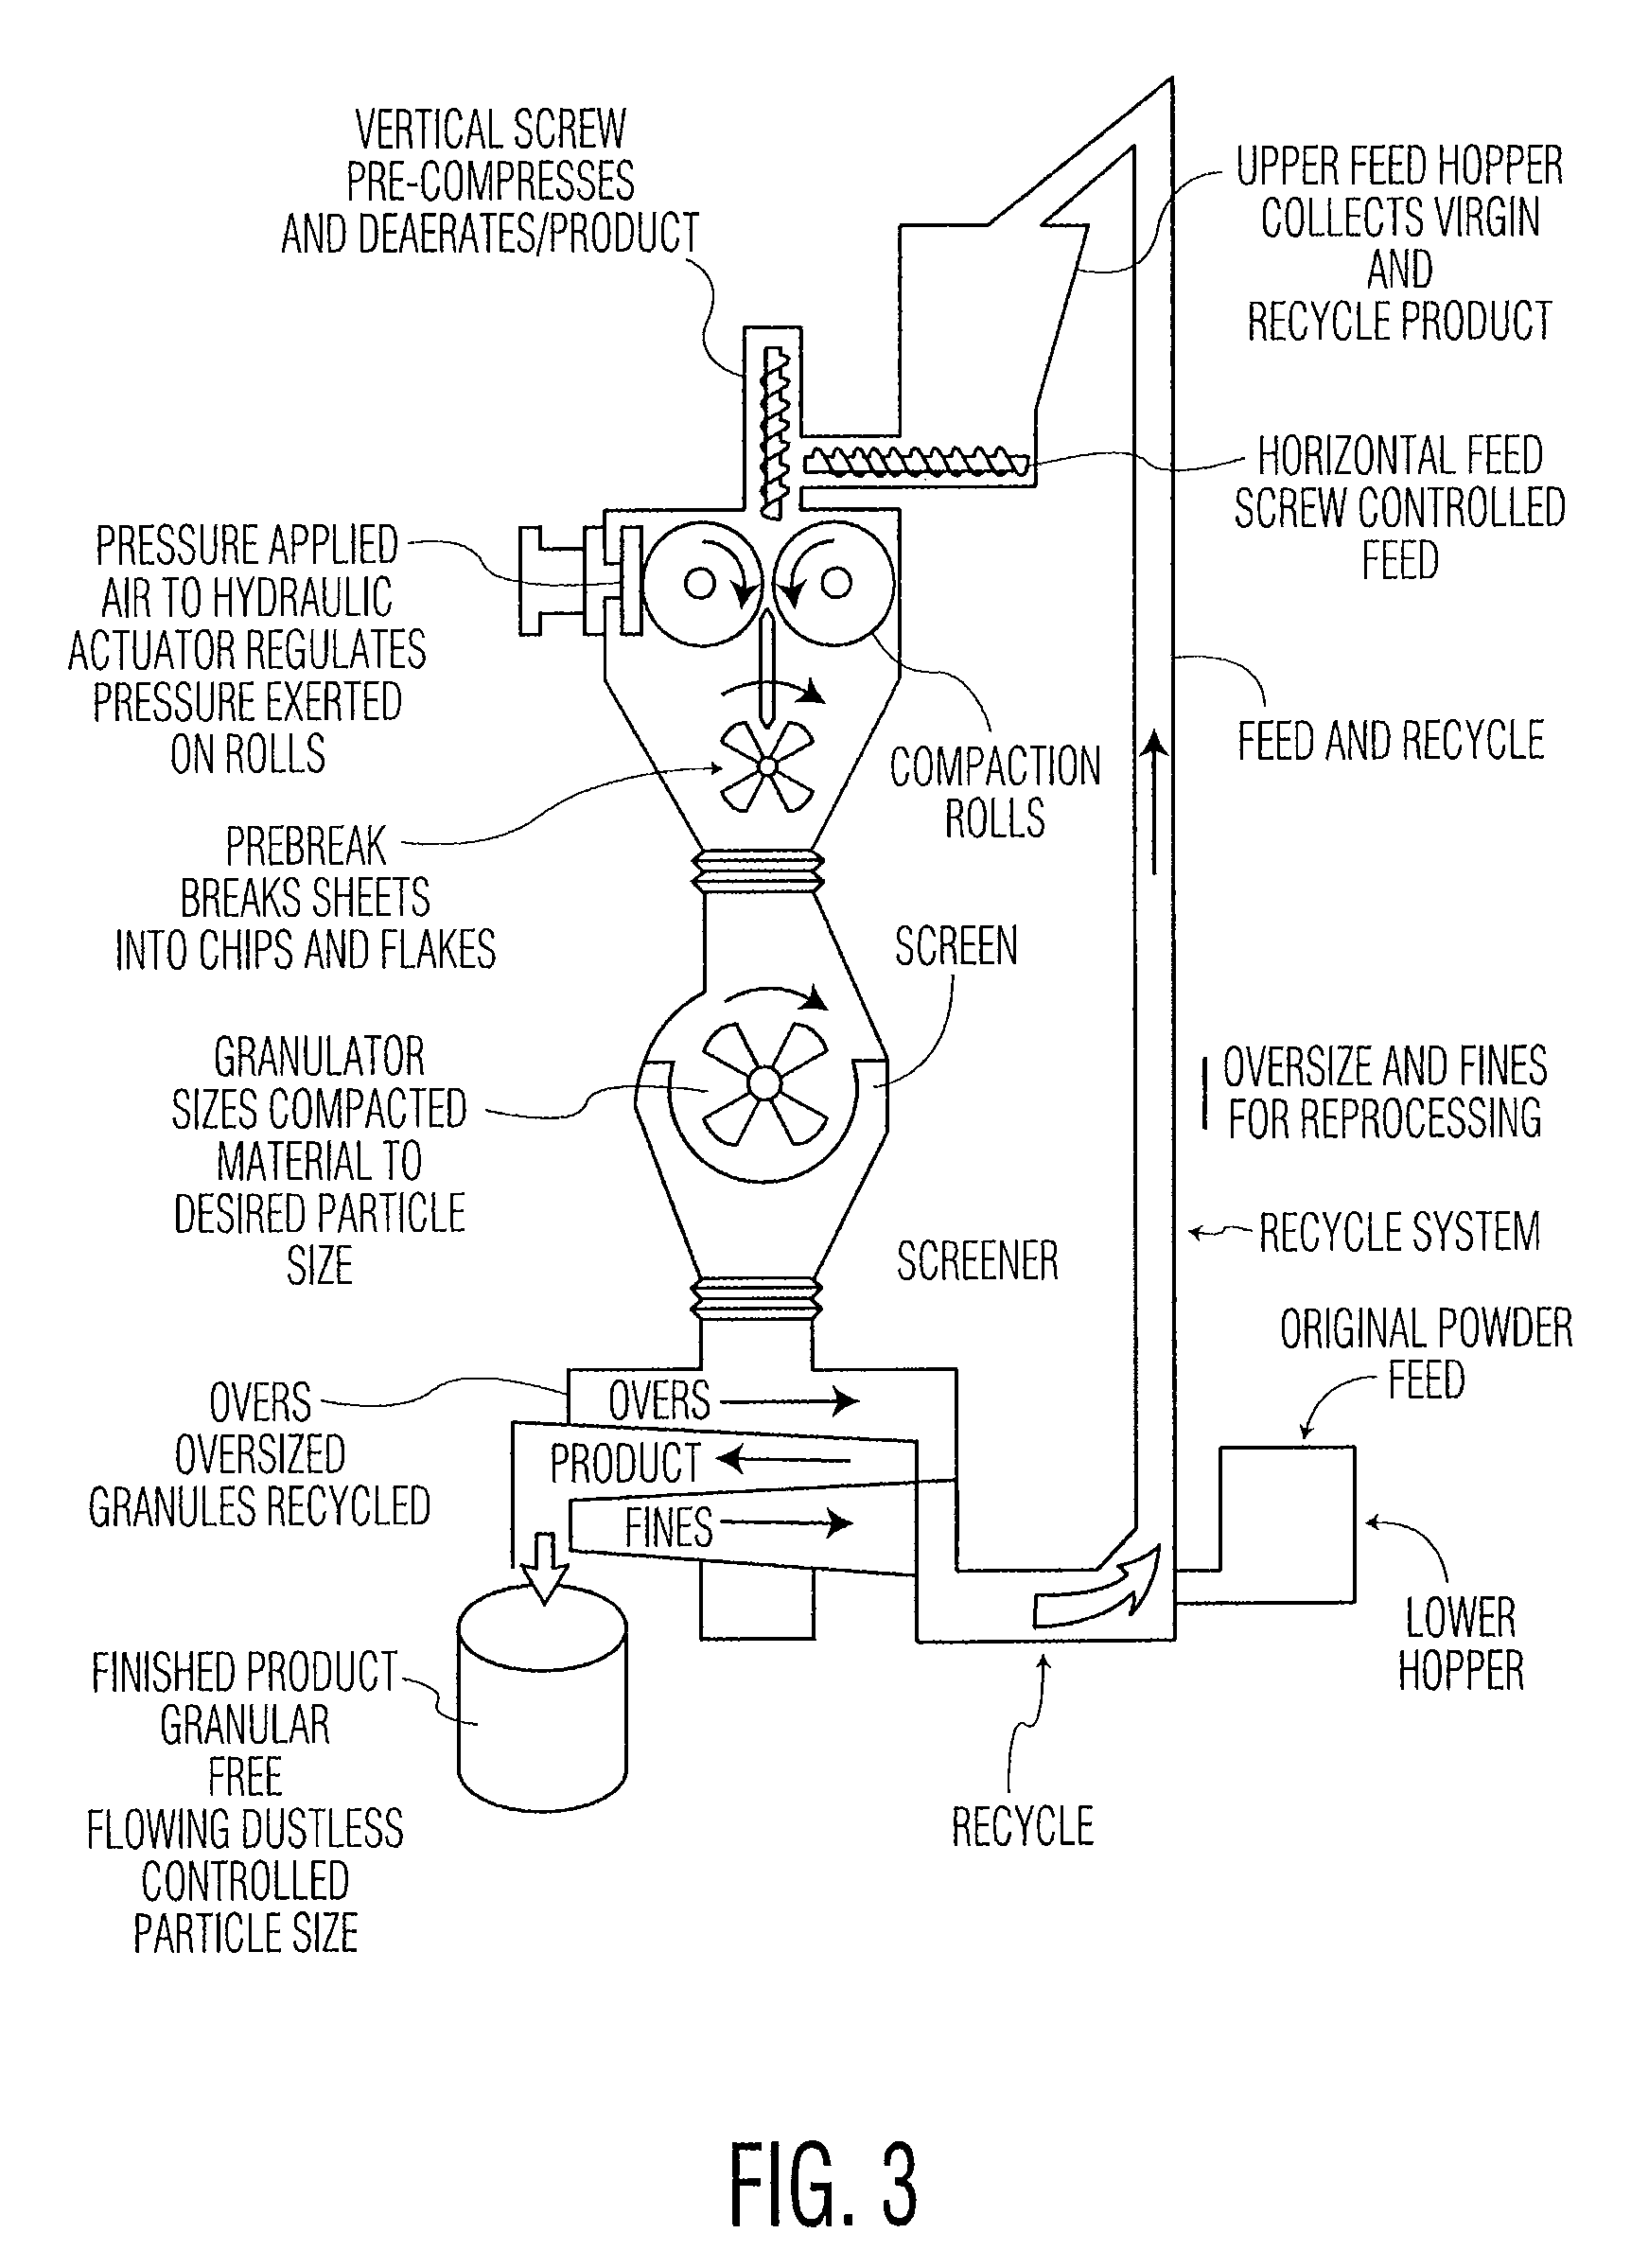 VERTICAL SCREW
PRE-COMPRESSES
AND DEAERATES/PRODUCT
UPPER FEED HOPPER
COLLECTS VIRGIN
AND
RECYCLE PRODUCT
HORIZONTAL FEED
SCREW CONTROLLED
FEED
PRESSURE APPLIED
AIR TO HYDRAULIC
ACTUATOR REGULATES
PRESSURE EXERTED
ON ROLLS
FEED AND RECYCLE
COMPACTION
ROLLS
PREBREAK
BREAKS SHEETS
INTO CHIPS AND FLAKES
SCREEN
GRANULATOR
SIZES COMPACTED
MATERIAL TO
DESIRED PARTICLE
SIZE
OVERSIZE AND FINES
FOR REPROCESSING
RECYCLE SYSTEM
SCREENER
ORIGINAL POWDER
FEED
OVERS
OVERSIZED
GRANULES RECYCLED
OVERS
PRODUCT
FINES
LOWER
HOPPER
FINISHED PRODUCT
GRANULAR
FREE
FLOWING DUSTLESS
CONTROLLED
PARTICLE SIZE
RECYCLE
FIG. 3